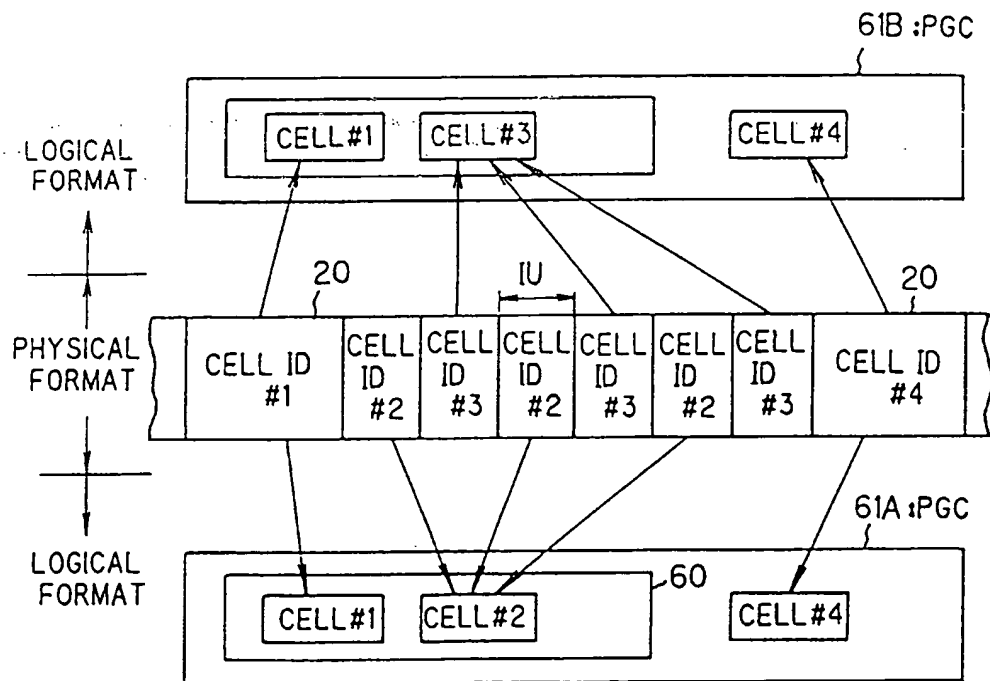 61B:PGC
CELL#1 CELL#3 CELL#4
LOGICAL
FORMAT
20 IU 20
PHYSICAL
FORMAT
CELL ID
#1
CELL
ID
#2
CELL
ID
#3
CELL
ID
#2
CELL
ID
#3
CELL
ID
#2
CELL
ID
#3
CELL ID
#4
61A:PGC
LOGICAL
FORMAT
60
CELL#1 CELL#2 CELL#4